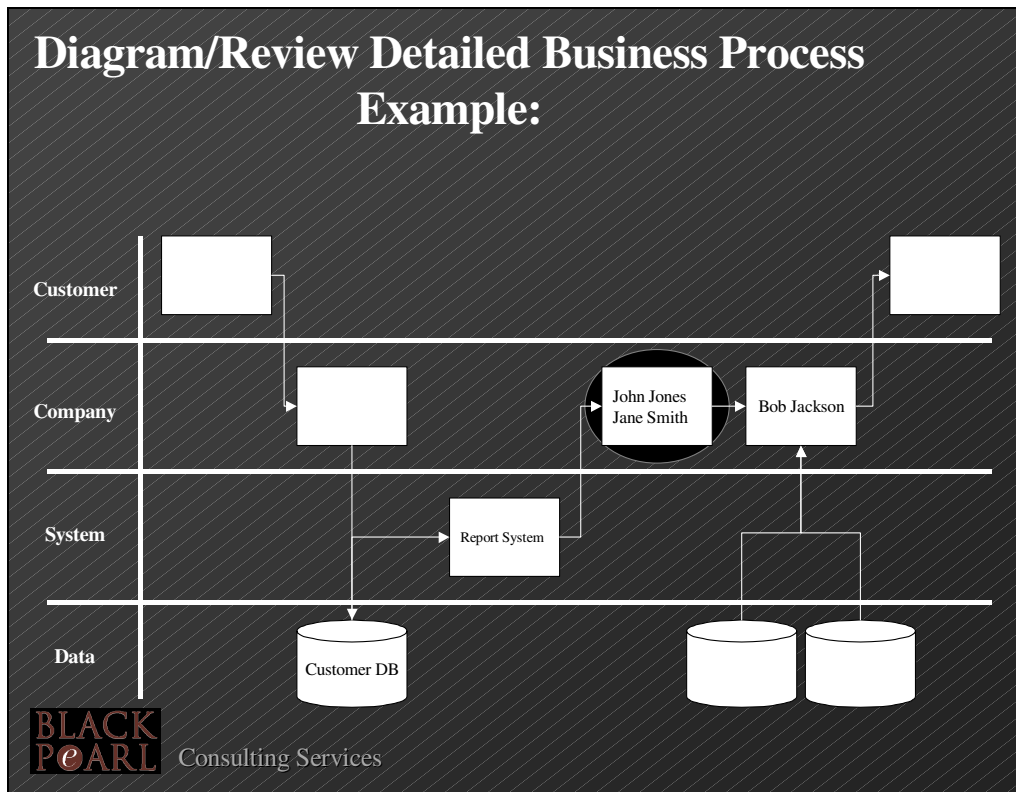 Diagram/Review Detailed Business Process
Example:
Customer
Company
John Jones
Jane Smith
Bob Jackson
System
Report System
Data
Customer DB
BLACK
PeARL
Consulting Services